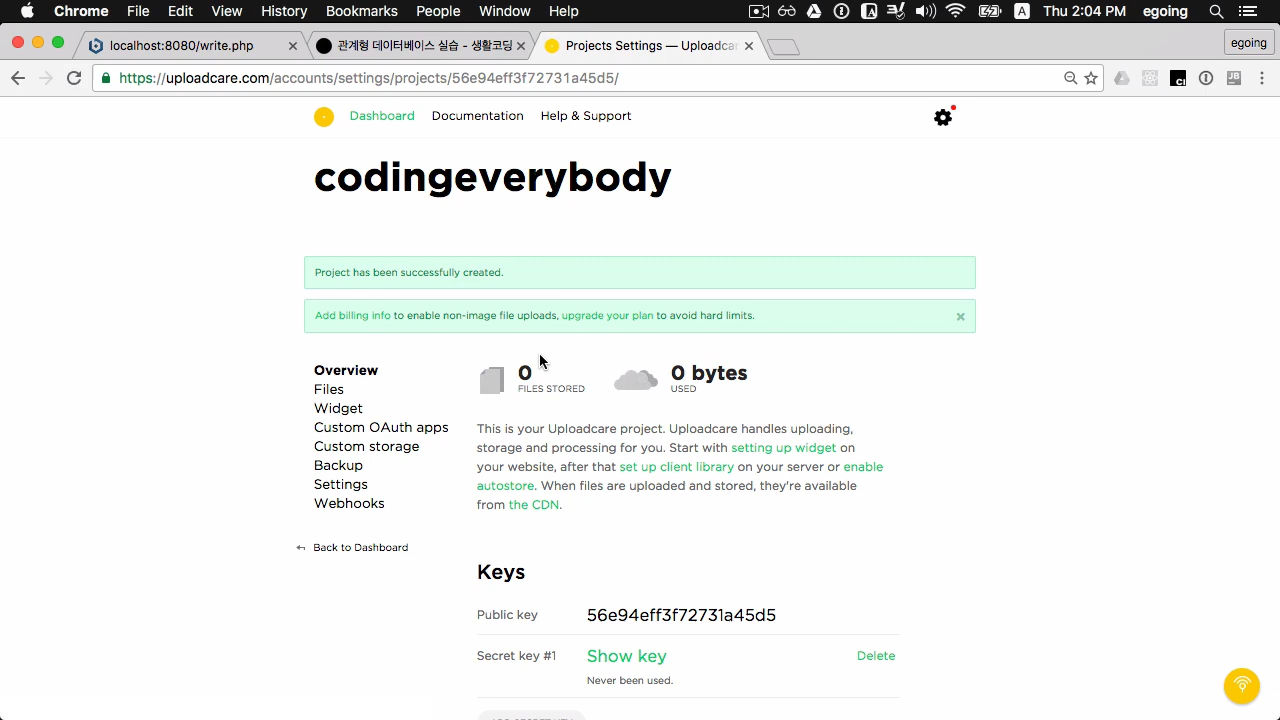 Chrome File Edit View History Bookmarks People Window Help Thu 2:04 PM egoing
localhost:8080/write.php
관계형 데이터베이스 실습 - 생활코딩
Projects Settings — Uploadcar
egoing
https://uploadcare.com/accounts/settings/projects/56e94eff3f72731a45d5/
Dashboard Documentation Help & Support
codingeverybody
Project has been successfully created.
Add billing info to enable non-image file uploads, upgrade your plan to avoid hard limits.
Overview
Files
Widget
Custom OAuth apps
Custom storage
Backup
Settings
Webhooks
Back to Dashboard
0
FILES STORED
0 bytes
USED
This is your Uploadcare project. Uploadcare handles uploading,
storage and processing for you. Start with setting up widget on
your website, after that set up client library on your server or enable
autostore. When files are uploaded and stored, they're available
from the CDN.
Keys
Public key 56e94eff3f72731a45d5
Secret key #1 Show key Delete
Never been used.